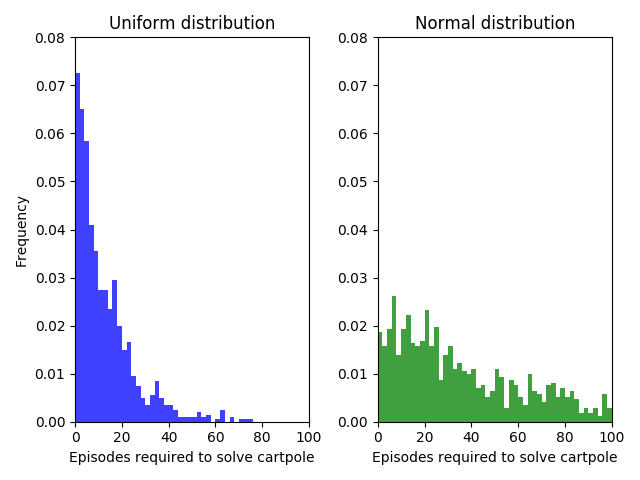 Uniform distribution
Frequency
0.08
0.07
0.06
0.05
0.04
0.03
0.02
0.01
0.00
0 20 40 60 80 100
Episodes required to solve cartpole
Normal distribution
0.08
0.07
0.06
0.05
0.04
0.03
0.02
0.01
0.00
0 20 40 60 80 100
Episodes required to solve cartpole